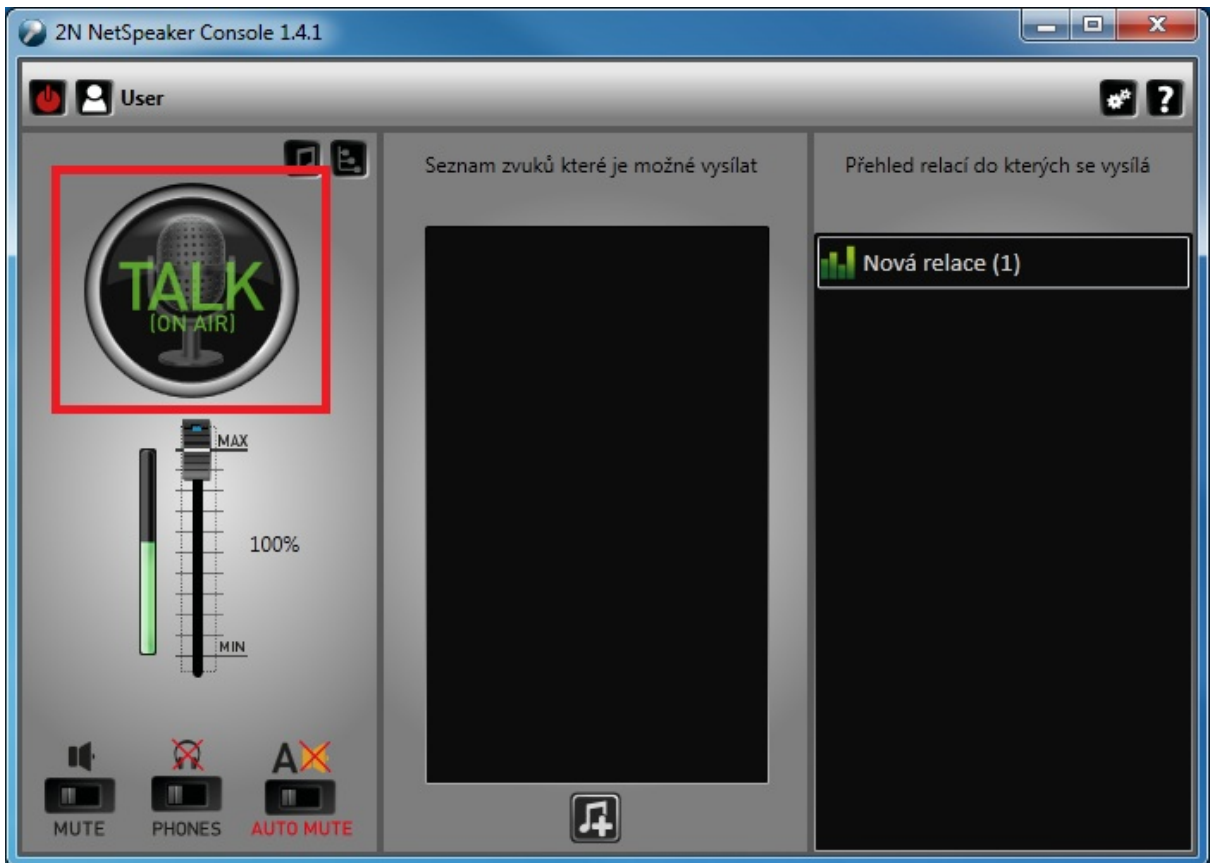 2N NetSpeaker Console 1.4.1
User
?
TALK
(ON AIR)
MAX
100%
MIN
A
MUTE
PHONES
AUTO MUTE
Seznam zvuků které je možné vysílat
Přehled relací do kterých se vysílá
Nová relace (1)